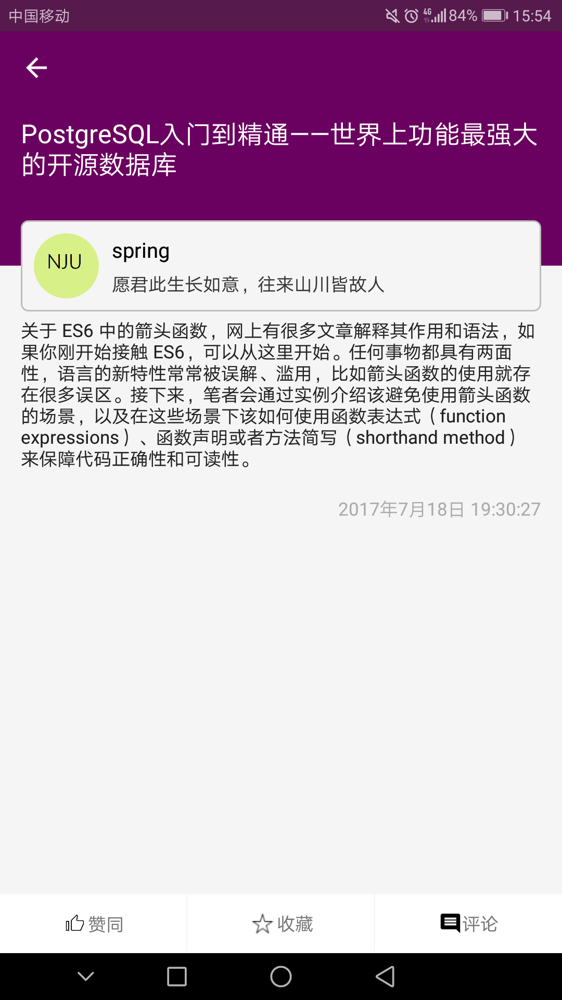 中国移动
4G 84% 15:54
PostgreSQL入门到精通——世界上功能最强大
的开源数据库
NJU
spring
愿君此生长如意，往来山川皆故人
关于 ES6 中的箭头函数，网上有很多文章解释其作用和语法，如
果你刚开始接触 ES6，可以从这里开始。任何事物都具有两面
性，语言的新特性常常被误解、滥用，比如箭头函数的使用就存
在很多误区。接下来，笔者会通过实例介绍该避免使用箭头函数
的场景，以及在这些场景下该如何使用函数表达式（function
expressions）、函数声明或者方法简写（shorthand method）
来保障代码正确性和可读性。
2017年7月18日 19:30:27
赞同 收藏 评论